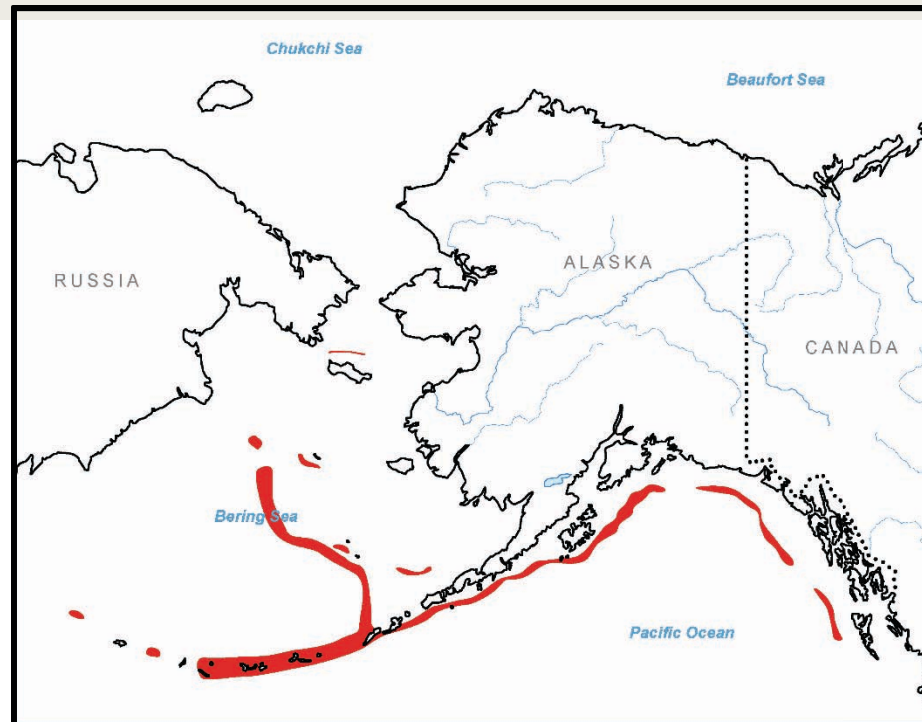 Chukchi Sea
Beaufort Sea
RUSSIA
ALASKA
CANADA
Bering Sea
Pacific Ocean